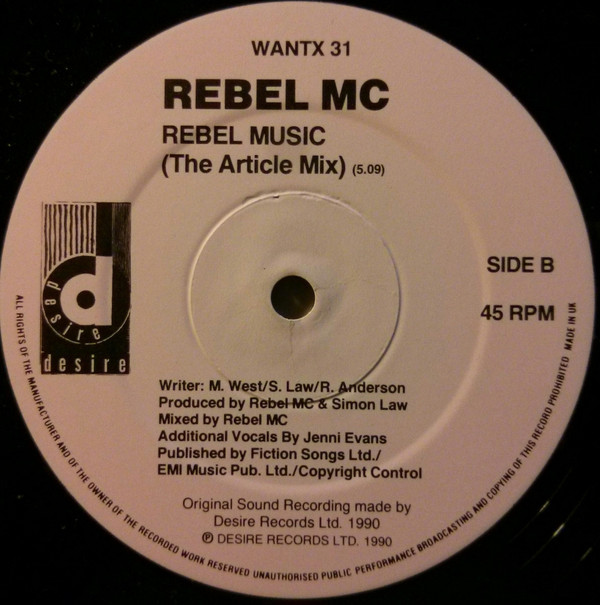 WANTX 31
REBEL MC
REBEL MUSIC
(The Article Mix) (5.09)
d
desire
desire
SIDE B
45 RPM
Writer: M. West/S. Law/R. Anderson
Produced by Rebel MC & Simon Law
Mixed by Rebel MC
Additional Vocals By Jenni Evans
Published by Fiction Songs Ltd./
EMI Music Pub. Ltd./Copyright Control
Original Sound Recording made by
Desire Records Ltd. 1990
℗ DESIRE RECORDS LTD. 1990
ALL RIGHTS OF THE MANUFACTURER AND OF THE OWNER OF THE RECORDED WORK RESERVED UNAUTHORISED PUBLIC PERFORMANCE BROADCASTING AND COPYING OF THIS RECORD PROHIBITED MADE IN UK